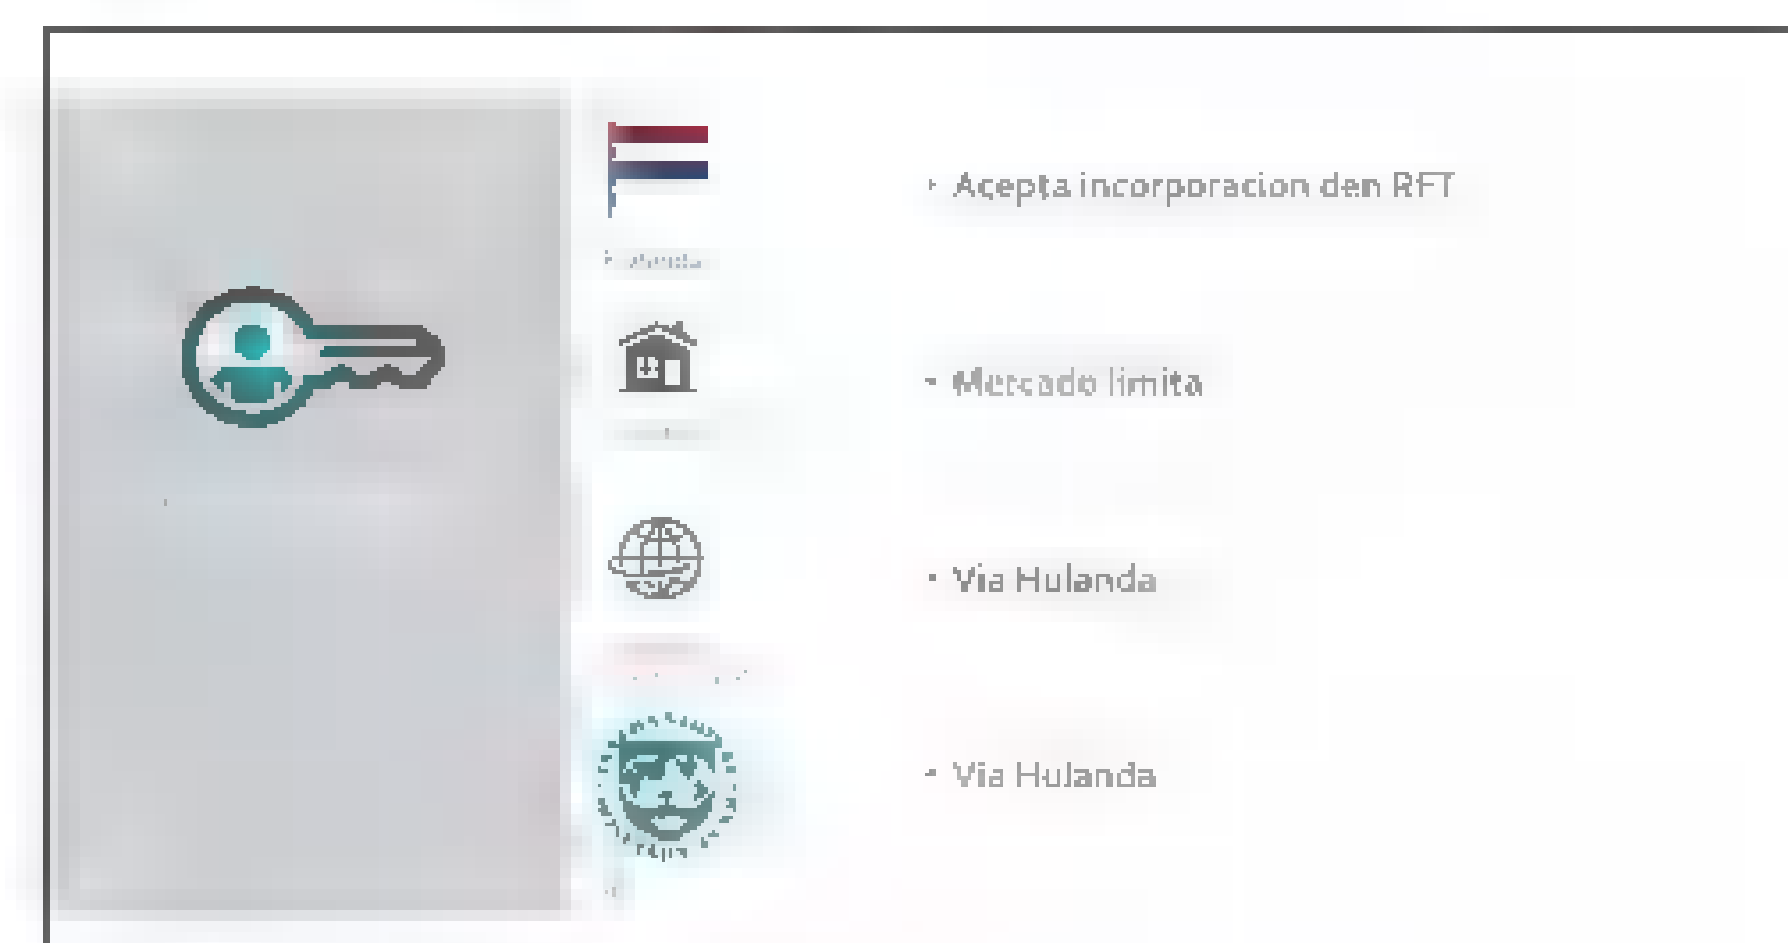 • Acepta incorporacion den RFT
• Mercado limita
• Via Hulanda
• Via Hulanda